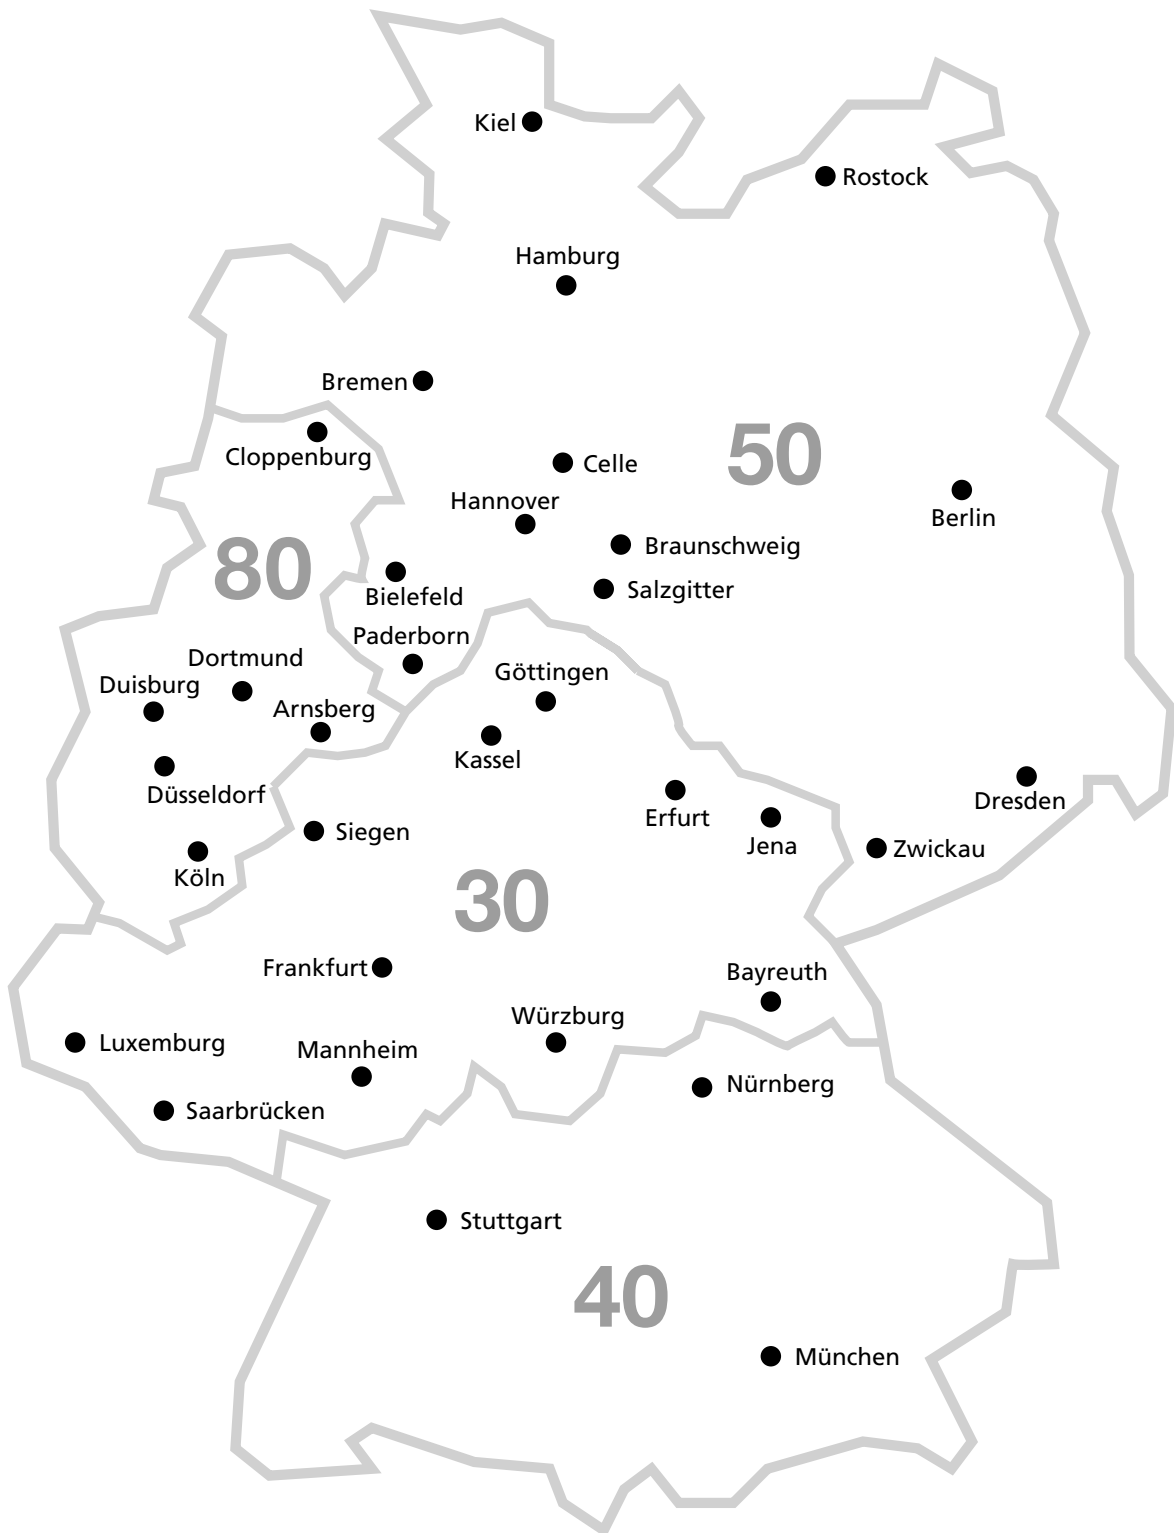 Kiel
Rostock
Hamburg
Bremen
Cloppenburg
50
Celle
Hannover
Berlin
Braunschweig
80
Bielefeld
Salzgitter
Paderborn
Dortmund
Göttingen
Duisburg
Arnsberg
Kassel
Düsseldorf
Dresden
Erfurt
Siegen
Jena
Zwickau
Köln
30
Frankfurt
Bayreuth
Würzburg
Luxemburg
Mannheim
Nürnberg
Saarbrücken
Stuttgart
40
München